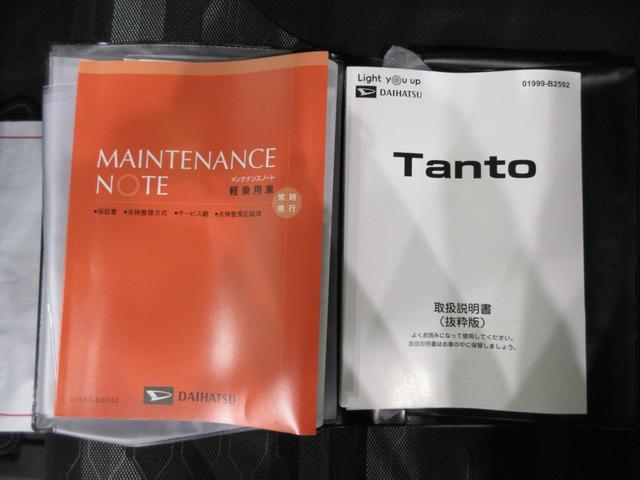 MAINTENANCE
NOTE
メンテナンスノート
軽乗用車
常時
携行
●保証書 ●点検整備方式 ●サービス網 ●点検整備記録簿
01999-B2032
DAIHATSU
Light you up
DAIHATSU
01999-B2592
Tanto
取扱説明書
(抜粋版)
よくお読みになって使用してください。
取扱説明書はお車の中に保管しましょう。